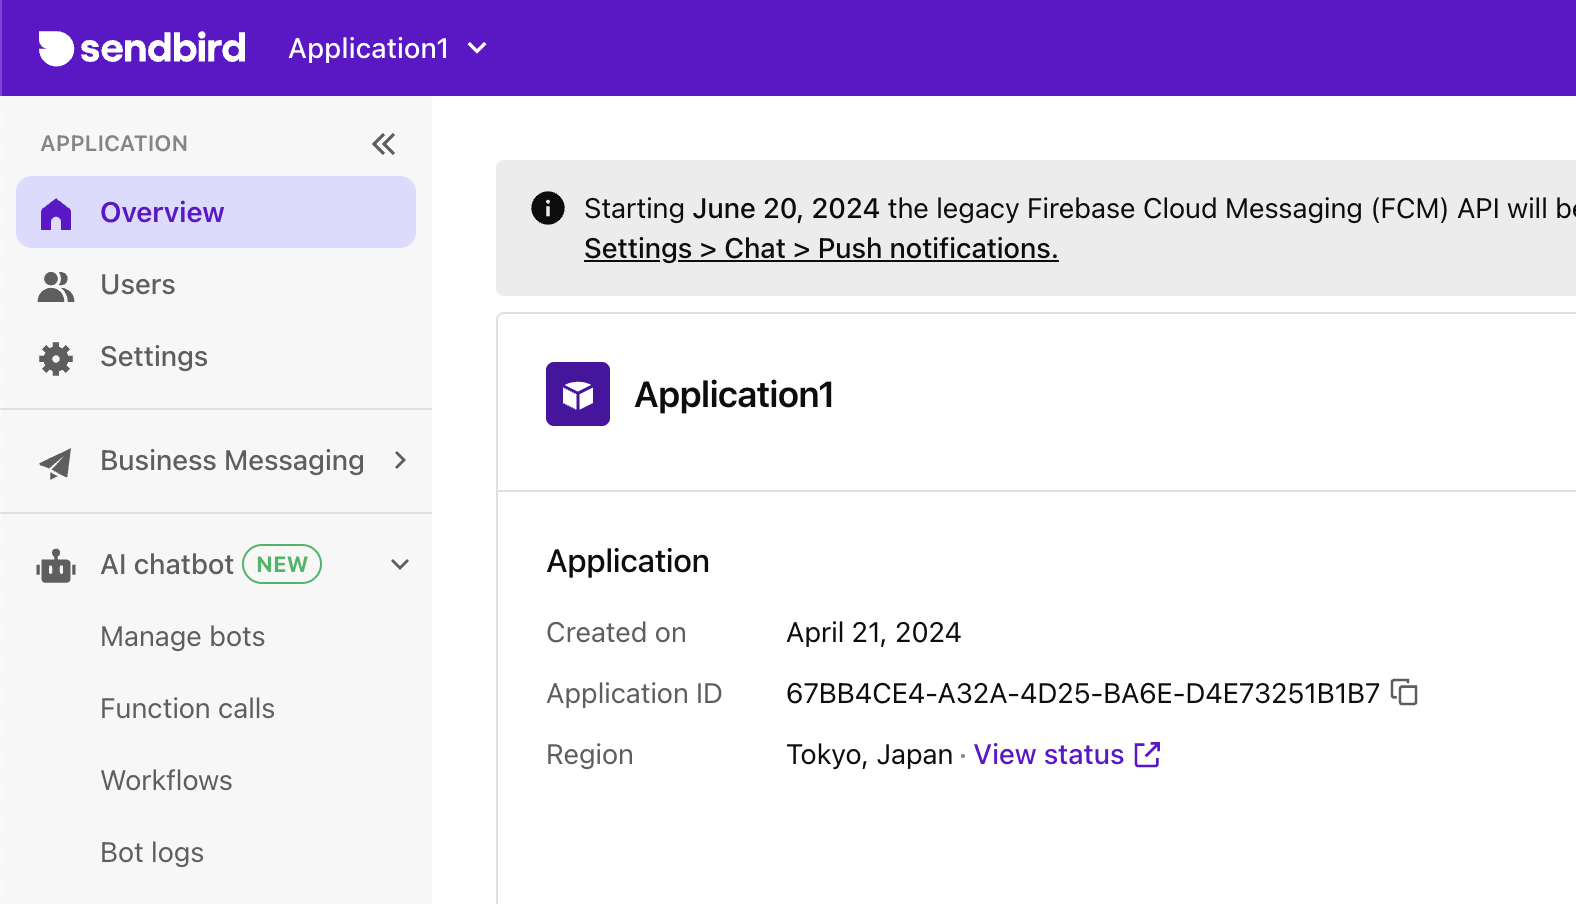 sendbird
Application1
APPLICATION
Overview
Users
Settings
Business Messaging
AI chatbot NEW
Manage bots
Function calls
Workflows
Bot logs
Starting June 20, 2024 the legacy Firebase Cloud Messaging (FCM) API will be
Settings > Chat > Push notifications.
Application1
Application
Created on April 21, 2024
Application ID 67BB4CE4-A32A-4D25-BA6E-D4E73251B1B7
Region Tokyo, Japan · View status